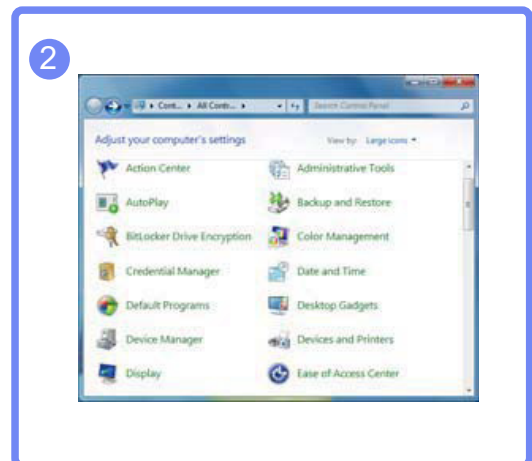 2
Cont... ▸ All Contr... ▸ Search Control Panel
Adjust your computer's settings View by: Large icons
Action Center Administrative Tools
AutoPlay Backup and Restore
BitLocker Drive Encryption Color Management
Credential Manager Date and Time
Default Programs Desktop Gadgets
Device Manager Devices and Printers
Display Ease of Access Center